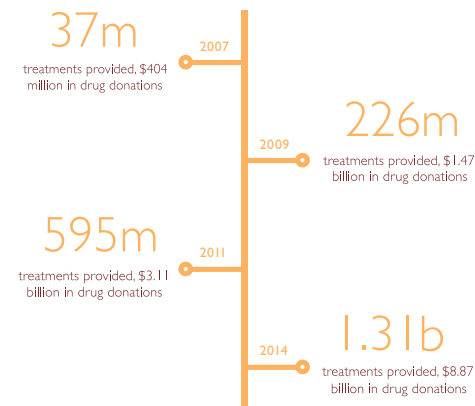 37m
2007
treatments provided, $404
million in drug donations
226m
2009
treatments provided, $1.47
billion in drug donations
595m
2011
treatments provided, $3.11
billion in drug donations
1.31b
2014
treatments provided, $8.87
billion in drug donations